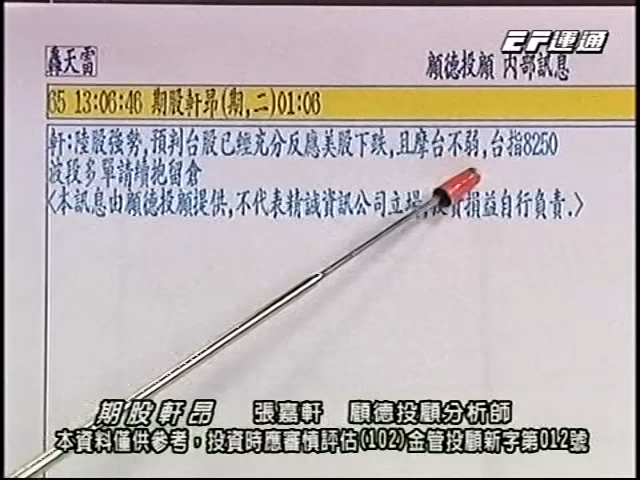 EF運通
轟天雷
顧德投顧 內部訊息
65 13:06:46 期股軒昂(期,二)01:06
軒:陸股強勢,預判台股已經充分反應美股下跌,且摩台不弱,台指8250
波段多單請續抱留倉
<本訊息由顧德投顧提供,不代表精誠資訊公司立場,投資損益自行負責.>
期股軒昂 張嘉軒 顧德投顧分析師
本資料僅供參考,投資時應審慎評估(102)金管投顧新字第012號